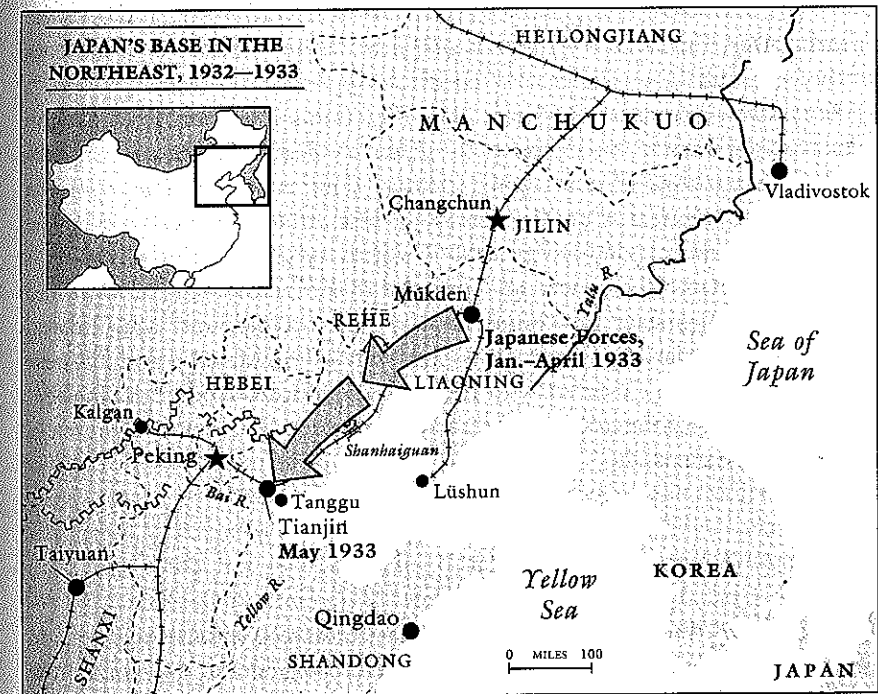 JAPAN'S BASE IN THE
NORTHEAST, 1932—1933
HEILONGJIANG
MANCHUKUO
Vladivostok
Changchun
JILIN
Yalu R.
Mukden
REHE
Japanese Forces,
Jan.–April 1933
Sea of
Japan
HEBEI
LIAONING
Kalgan
Shanhaiguan
Peking
Bai R.
Lüshun
Tanggu
Tianjin
May 1933
Taiyuan
Yellow R.
Yellow
Sea
KOREA
SHANXI
Qingdao
SHANDONG
0 MILES 100
JAPAN